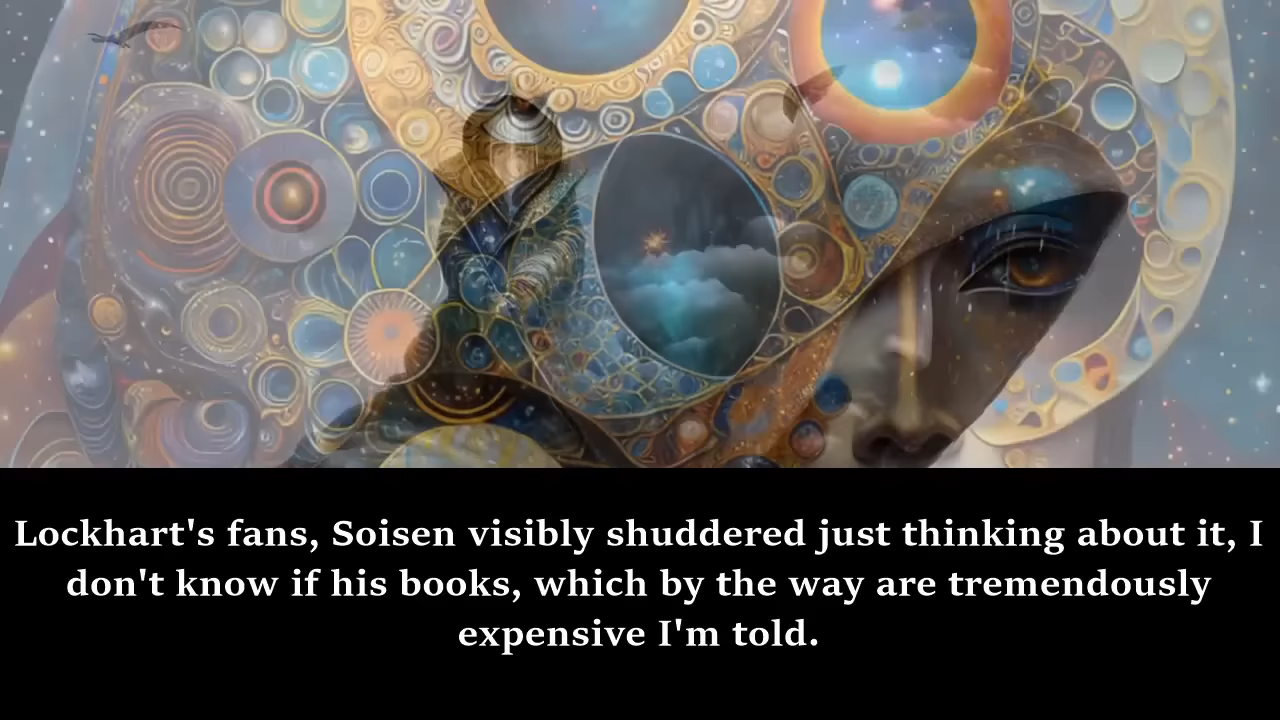 Lockhart's fans, Soisen visibly shuddered just thinking about it, I
don't know if his books, which by the way are tremendously
expensive I'm told.